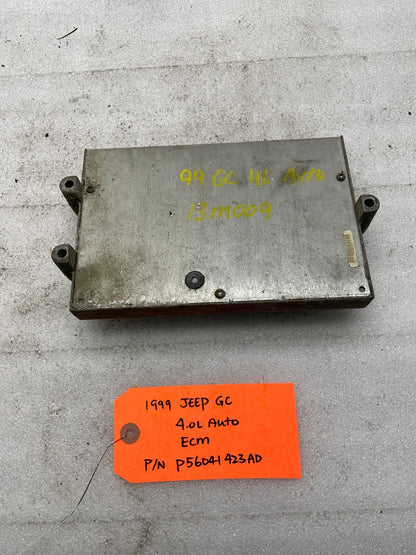 99 GC 4L Auto
13M009
1999 JEEP GC
4.0L Auto
Ecm
P/N P56041423AD